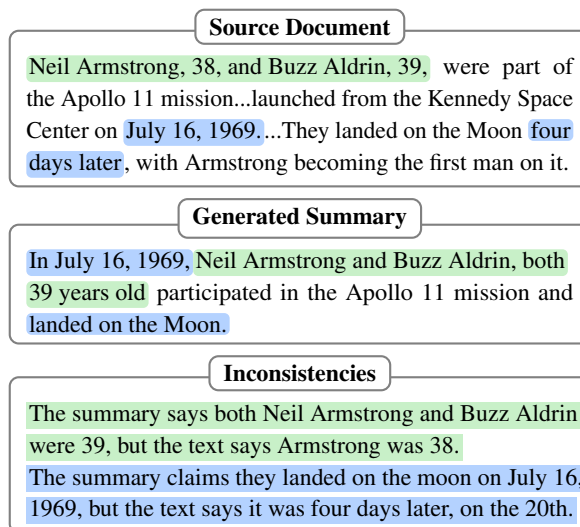 Source Document
Neil Armstrong, 38, and Buzz Aldrin, 39, were part of
the Apollo 11 mission...launched from the Kennedy Space
Center on July 16, 1969....They landed on the Moon four
days later, with Armstrong becoming the first man on it.
Generated Summary
In July 16, 1969, Neil Armstrong and Buzz Aldrin, both
39 years old participated in the Apollo 11 mission and
landed on the Moon.
Inconsistencies
The summary says both Neil Armstrong and Buzz Aldrin
were 39, but the text says Armstrong was 38.
The summary claims they landed on the moon on July 16,
1969, but the text says it was four days later, on the 20th.